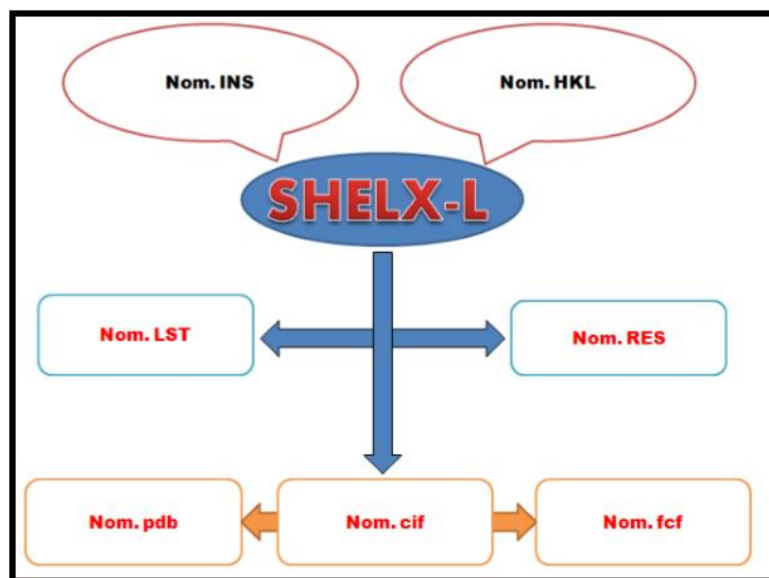 Nom. INS
Nom. HKL
SHELX-L
Nom. LST
Nom. RES
Nom. pdb
Nom. cif
Nom. fcf